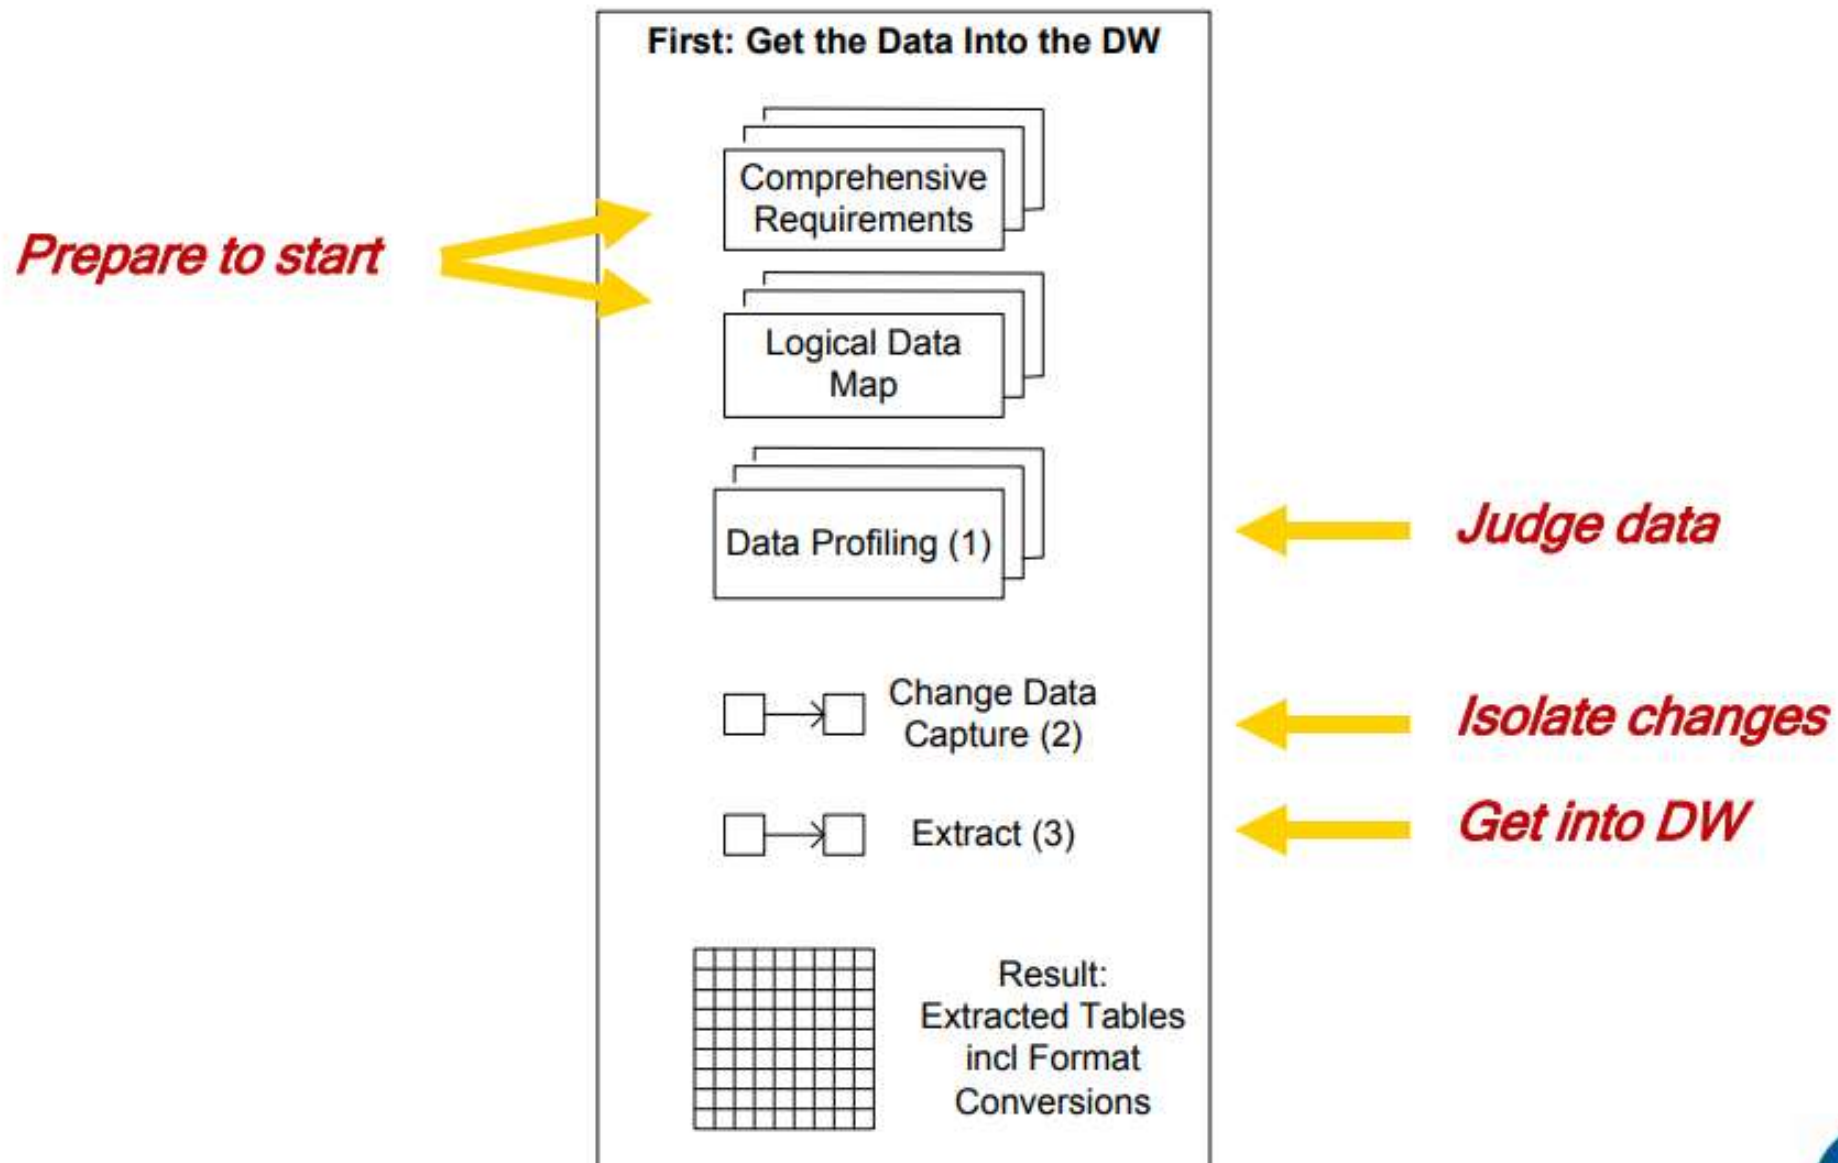 First: Get the Data Into the DW
Comprehensive
Requirements
Prepare to start
Logical Data
Map
Data Profiling (1)
Judge data
Change Data
Capture (2)
Isolate changes
Extract (3)
Get into DW
Result:
Extracted Tables
incl Format
Conversions